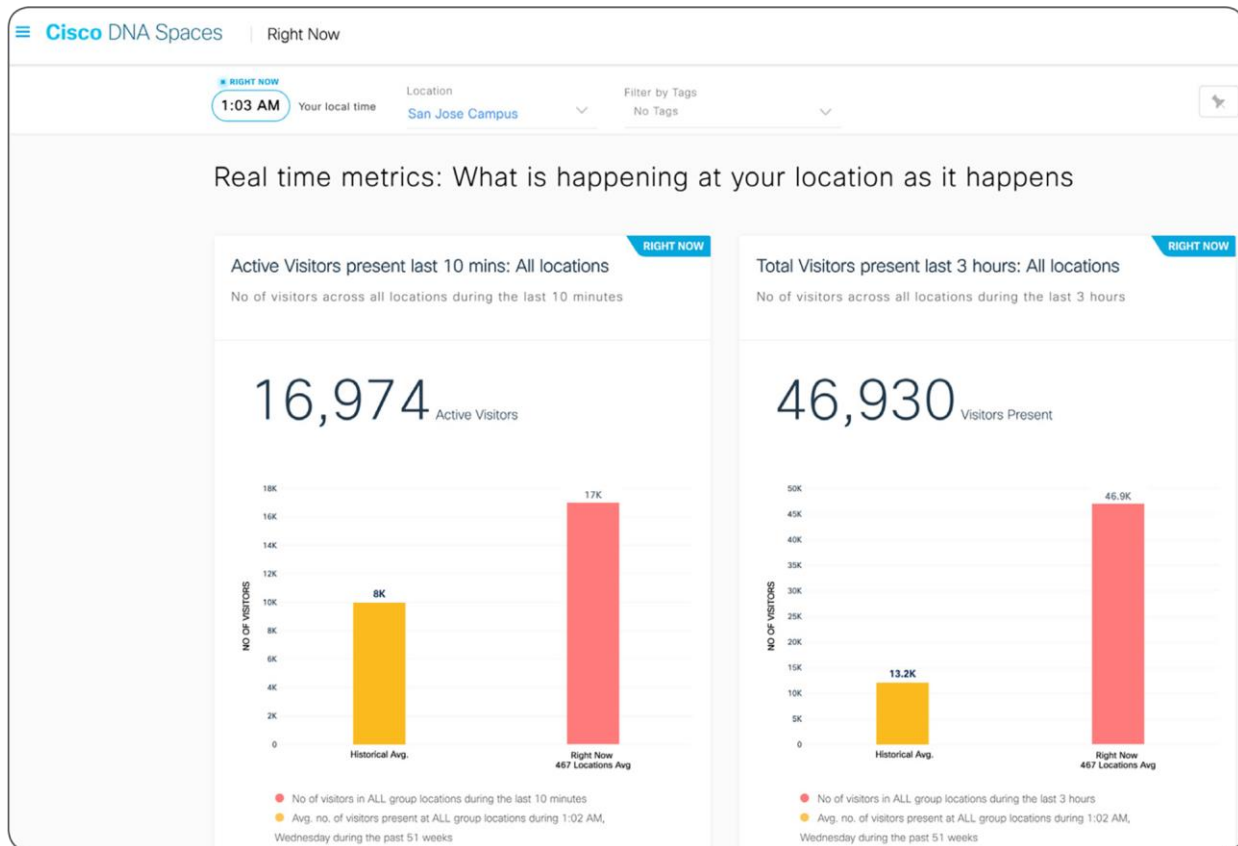 Cisco DNA Spaces
Right Now
RIGHT NOW
1:03 AM
Your local time
Location
San Jose Campus
Filter by Tags
No Tags
Real time metrics: What is happening at your location as it happens
RIGHT NOW
Active Visitors present last 10 mins: All locations
No of visitors across all locations during the last 10 minutes
16,974 Active Visitors
18K
16K
14K
12K
10K
8K
6K
4K
2K
0
NO OF VISITORS
8K
17K
Historical Avg.
Right Now
467 Locations Avg
No of visitors in ALL group locations during the last 10 minutes
Avg. no. of visitors present at ALL group locations during 1:02 AM,
Wednesday during the past 51 weeks
RIGHT NOW
Total Visitors present last 3 hours: All locations
No of visitors across all locations during the last 3 hours
46,930 Visitors Present
50K
45K
40K
35K
30K
25K
20K
15K
10K
5K
0
NO OF VISITORS
13.2K
46.9K
Historical Avg.
Right Now
467 Locations Avg
No of visitors in ALL group locations during the last 3 hours
Avg. no. of visitors present at ALL group locations during 1:02 AM,
Wednesday during the past 51 weeks